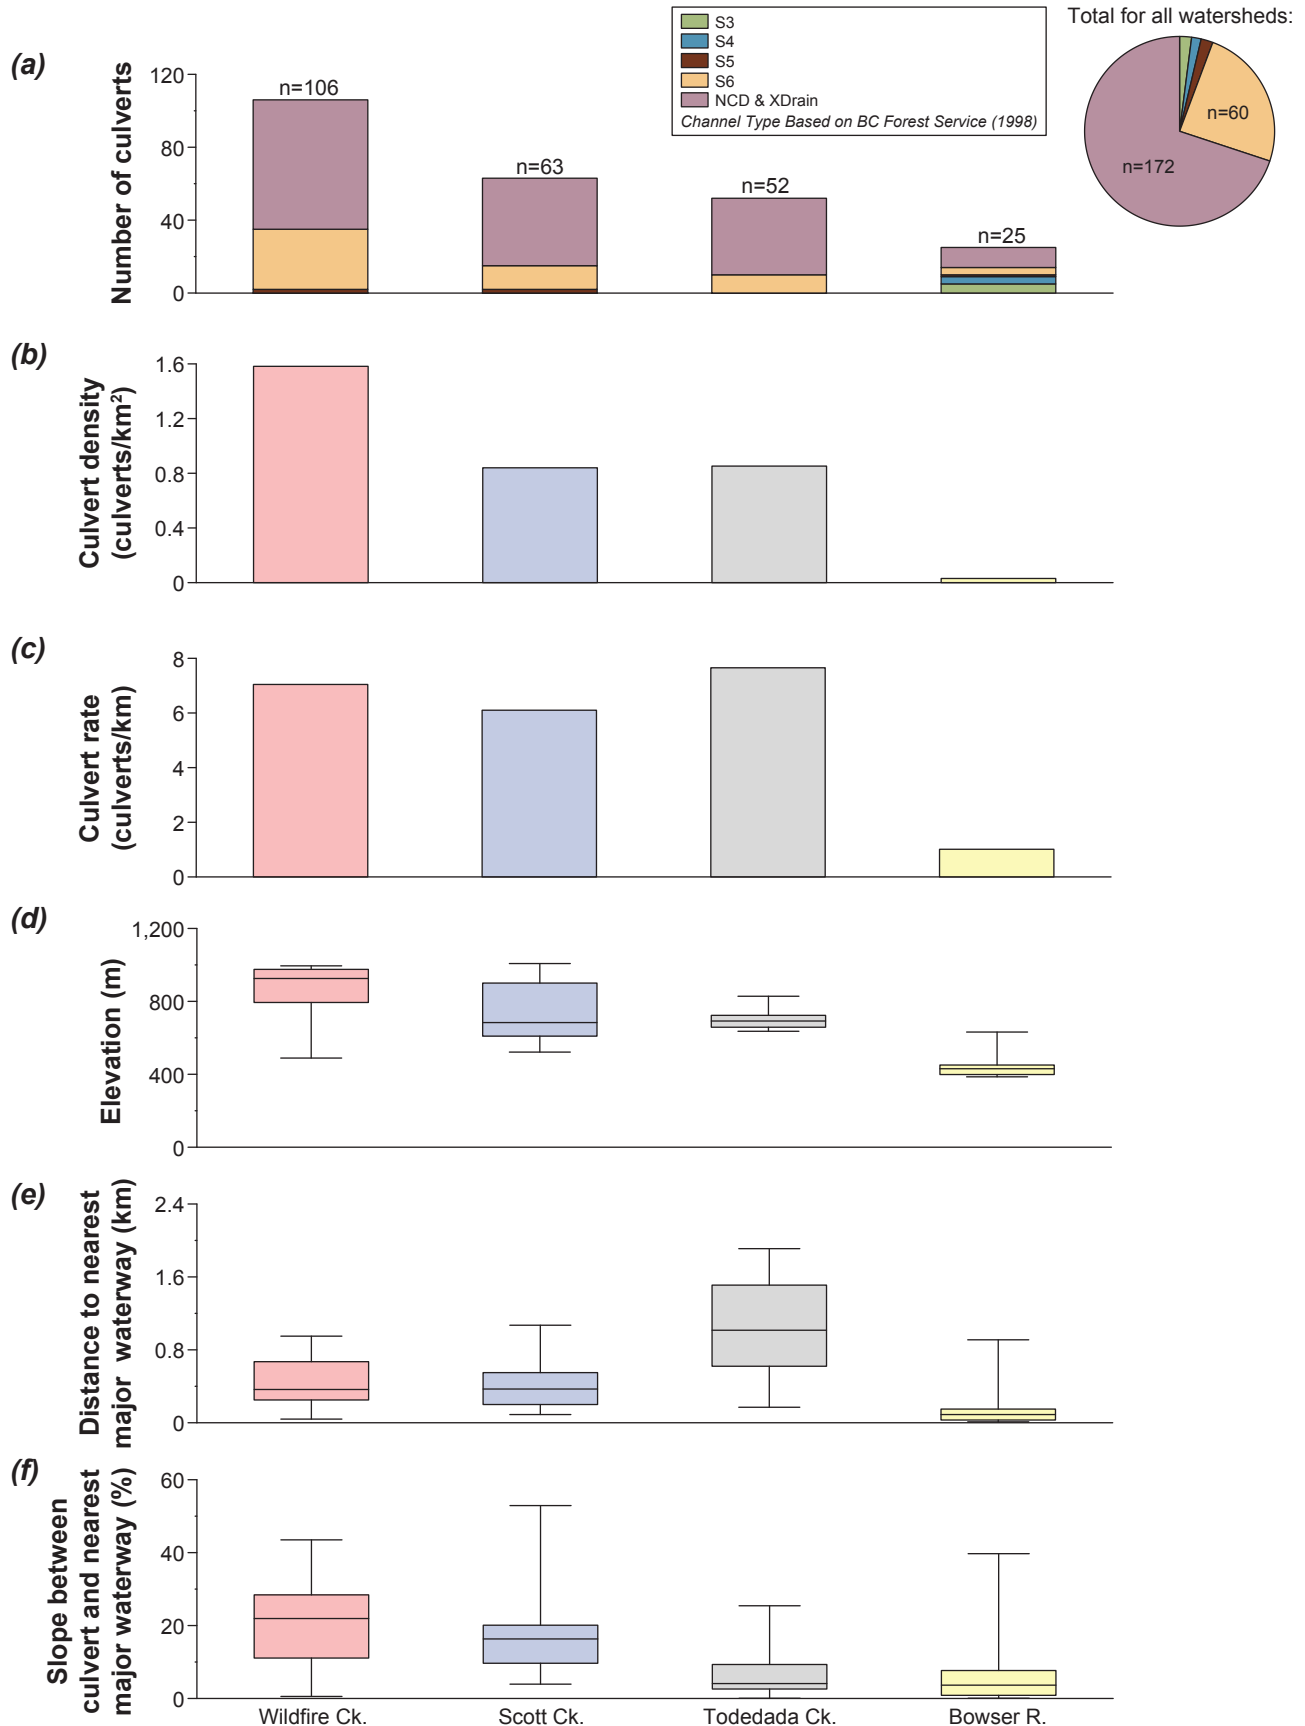 S3
S4
S5
S6
NCD & XDrain
Channel Type Based on BC Forest Service (1998)
Total for all watersheds:
n=60
n=172
(a)
Number of culverts
120
80
40
0
n=106
n=63
n=52
n=25
(b)
Culvert density
(culverts/km²)
1.6
1.2
0.8
0.4
0
(c)
Culvert rate
(culverts/km)
8
6
4
2
0
(d)
Elevation (m)
1,200
800
400
0
(e)
Distance to nearest
major waterway (km)
2.4
1.6
0.8
0
(f)
Slope between
culvert and nearest
major waterway (%)
60
40
20
0
Wildfire Ck.
Scott Ck.
Todedada Ck.
Bowser R.